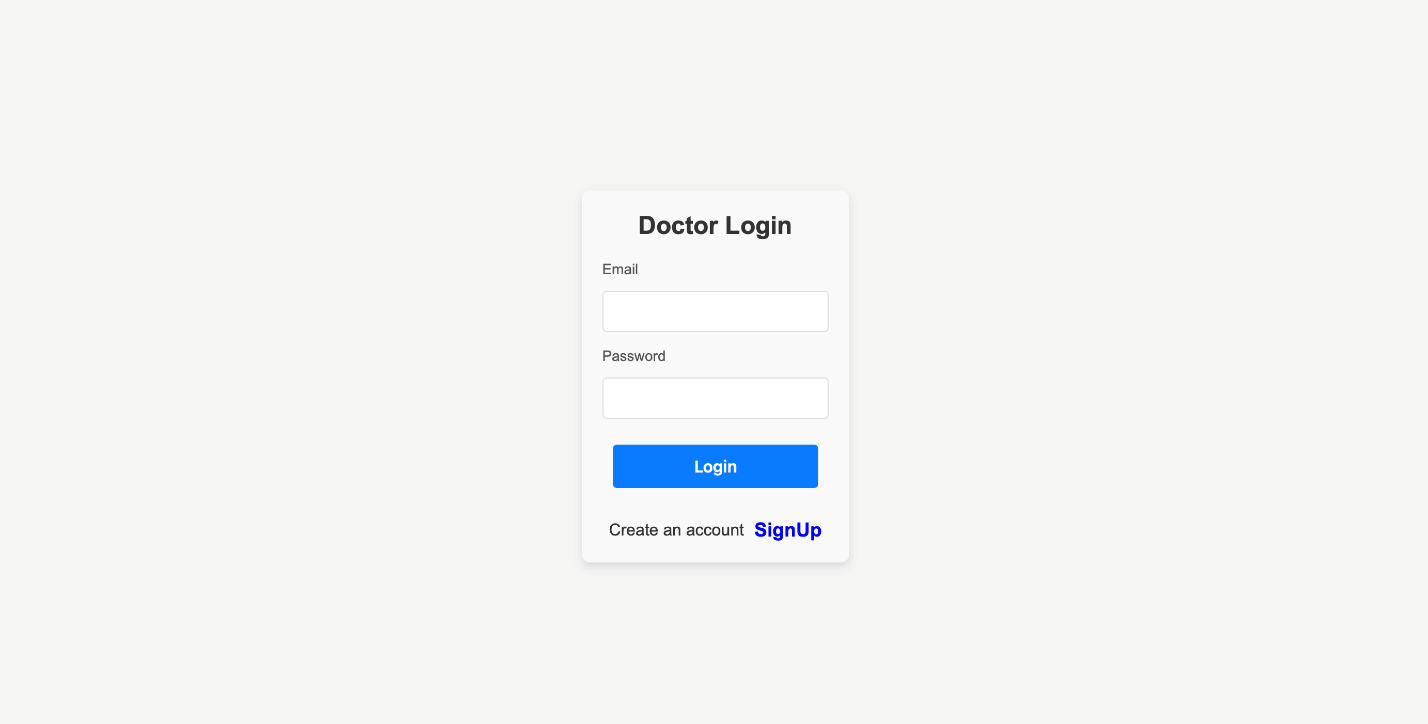 Doctor Login
Email
Password
Login
Create an account SignUp